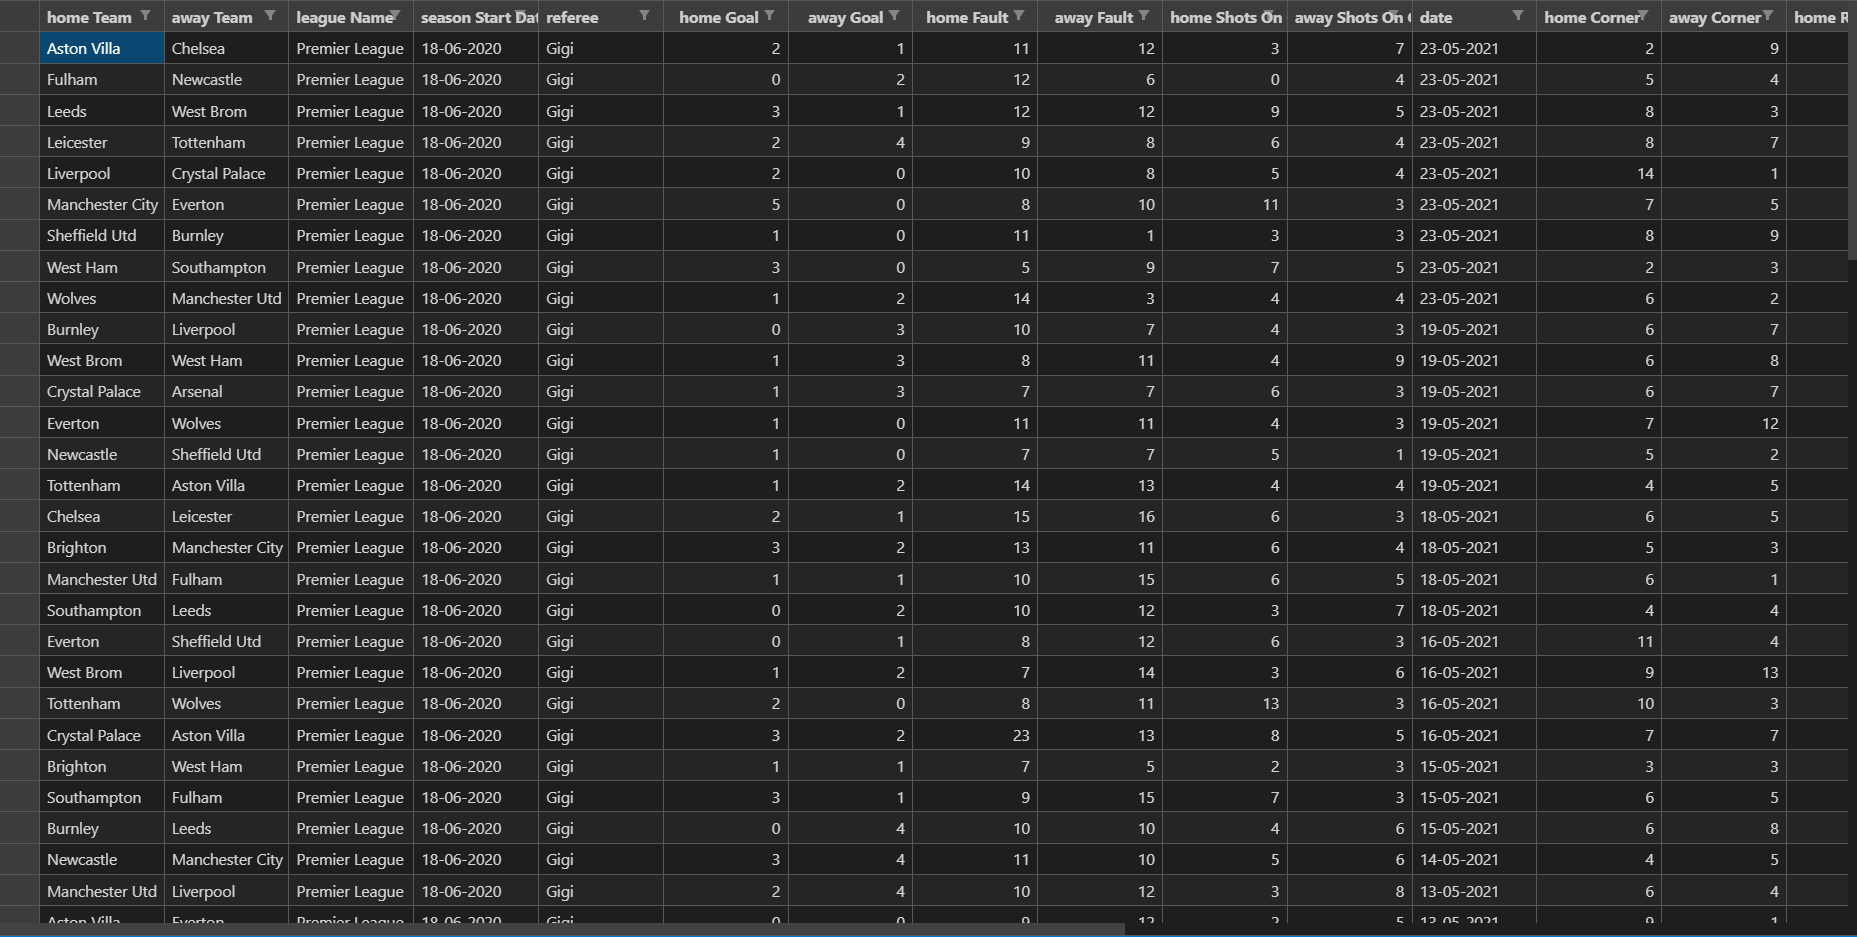 home Team away Team league Name season Start Dat referee home Goal away Goal home Fault away Fault home Shots On away Shots On date home Corner away Corner home R
Aston Villa Chelsea Premier League 18-06-2020 Gigi 2 1 11 12 3 7 23-05-2021 2 9
Fulham Newcastle Premier League 18-06-2020 Gigi 0 2 12 6 0 4 23-05-2021 5 4
Leeds West Brom Premier League 18-06-2020 Gigi 3 1 12 12 9 5 23-05-2021 8 3
Leicester Tottenham Premier League 18-06-2020 Gigi 2 4 9 8 6 4 23-05-2021 8 7
Liverpool Crystal Palace Premier League 18-06-2020 Gigi 2 0 10 8 5 4 23-05-2021 14 1
Manchester City Everton Premier League 18-06-2020 Gigi 5 0 8 10 11 3 23-05-2021 7 5
Sheffield Utd Burnley Premier League 18-06-2020 Gigi 1 0 11 1 3 3 23-05-2021 8 9
West Ham Southampton Premier League 18-06-2020 Gigi 3 0 5 9 7 5 23-05-2021 2 3
Wolves Manchester Utd Premier League 18-06-2020 Gigi 1 2 14 3 4 4 23-05-2021 6 2
Burnley Liverpool Premier League 18-06-2020 Gigi 0 3 10 7 4 3 19-05-2021 6 7
West Brom West Ham Premier League 18-06-2020 Gigi 1 3 8 11 4 9 19-05-2021 6 8
Crystal Palace Arsenal Premier League 18-06-2020 Gigi 1 3 7 7 6 3 19-05-2021 6 7
Everton Wolves Premier League 18-06-2020 Gigi 1 0 11 11 4 3 19-05-2021 7 12
Newcastle Sheffield Utd Premier League 18-06-2020 Gigi 1 0 7 7 5 1 19-05-2021 5 2
Tottenham Aston Villa Premier League 18-06-2020 Gigi 1 2 14 13 4 4 19-05-2021 4 5
Chelsea Leicester Premier League 18-06-2020 Gigi 2 1 15 16 6 3 18-05-2021 6 5
Brighton Manchester City Premier League 18-06-2020 Gigi 3 2 13 11 6 4 18-05-2021 5 3
Manchester Utd Fulham Premier League 18-06-2020 Gigi 1 1 10 15 6 5 18-05-2021 6 1
Southampton Leeds Premier League 18-06-2020 Gigi 0 2 10 12 3 7 18-05-2021 4 4
Everton Sheffield Utd Premier League 18-06-2020 Gigi 0 1 8 12 6 3 16-05-2021 11 4
West Brom Liverpool Premier League 18-06-2020 Gigi 1 2 7 14 3 6 16-05-2021 9 13
Tottenham Wolves Premier League 18-06-2020 Gigi 2 0 8 11 13 3 16-05-2021 10 3
Crystal Palace Aston Villa Premier League 18-06-2020 Gigi 3 2 23 13 8 5 16-05-2021 7 7
Brighton West Ham Premier League 18-06-2020 Gigi 1 1 7 5 2 3 15-05-2021 3 3
Southampton Fulham Premier League 18-06-2020 Gigi 3 1 9 15 7 3 15-05-2021 6 5
Burnley Leeds Premier League 18-06-2020 Gigi 0 4 10 10 4 6 15-05-2021 6 8
Newcastle Manchester City Premier League 18-06-2020 Gigi 3 4 11 10 5 6 14-05-2021 4 5
Manchester Utd Liverpool Premier League 18-06-2020 Gigi 2 4 10 12 3 8 13-05-2021 6 4
Aston Villa Everton Premier League 18-06-2020 Gigi 0 0 9 12 2 5 13-05-2021 9 1